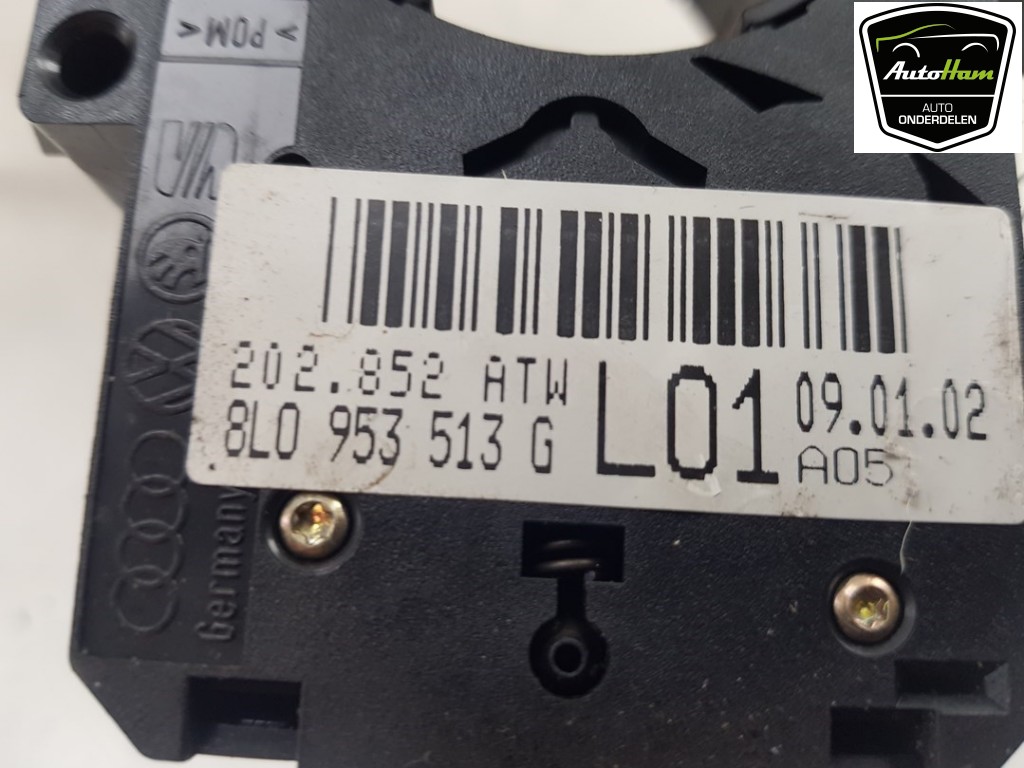 >POM<
AutoHam
AUTO
ONDERDELEN
202.852 ATW
8L0 953 513 G
L01
09.01.02
A05
Germany